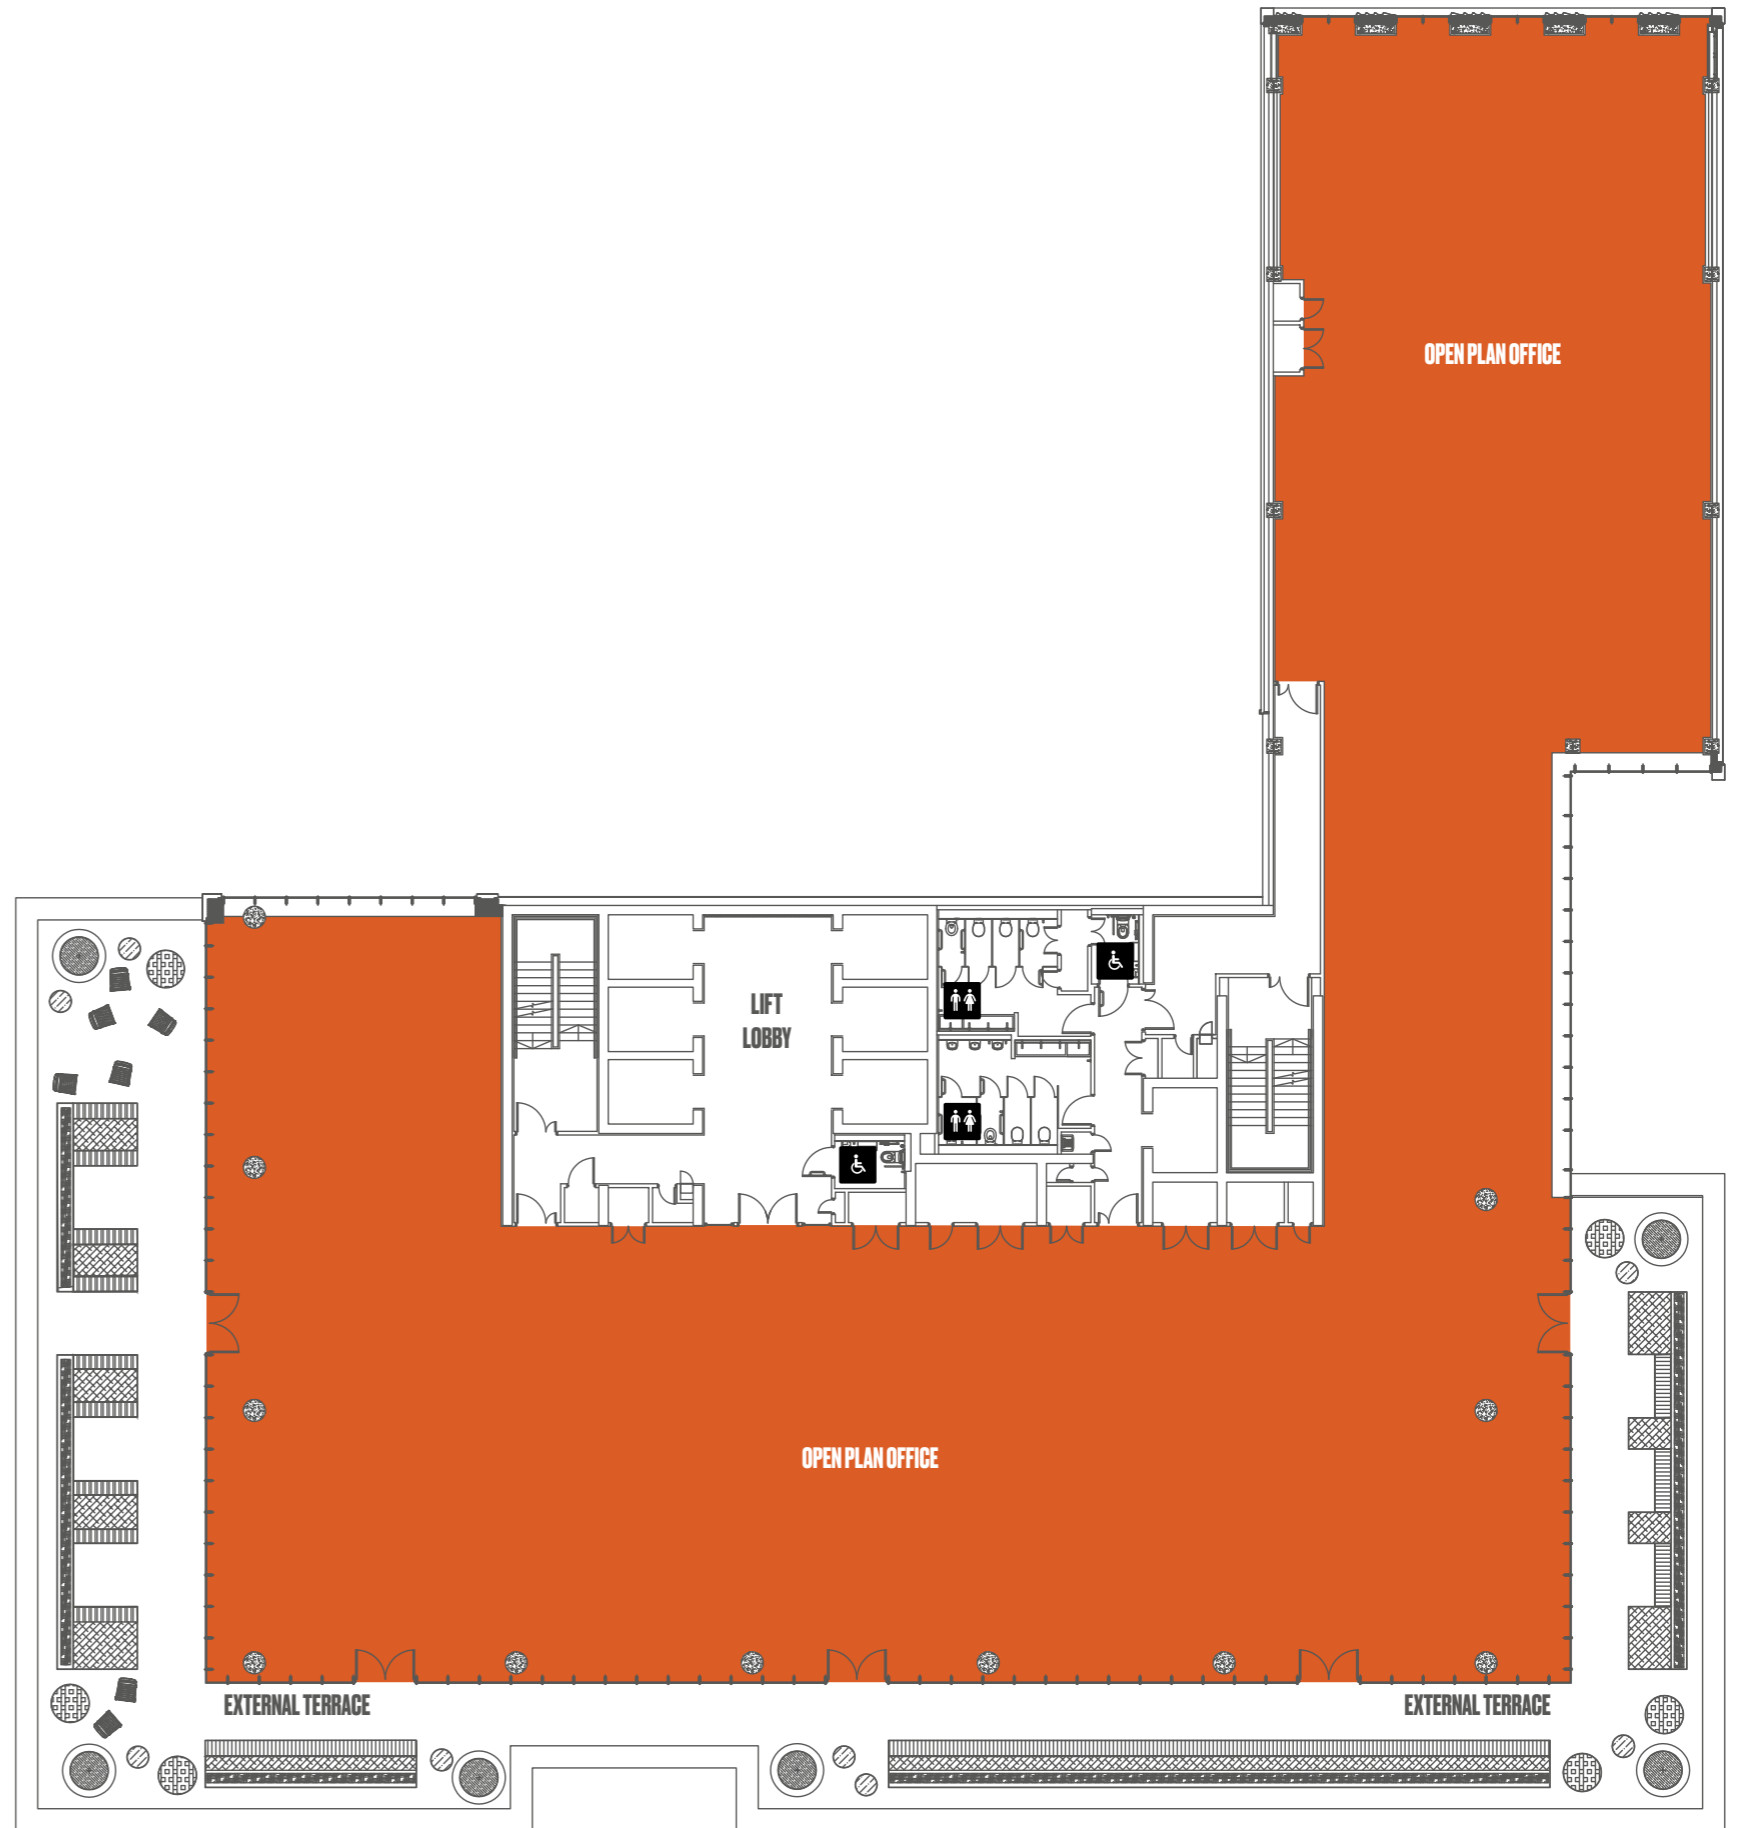 OPEN PLAN OFFICE
LIFT
LOBBY
OPEN PLAN OFFICE
EXTERNAL TERRACE
EXTERNAL TERRACE